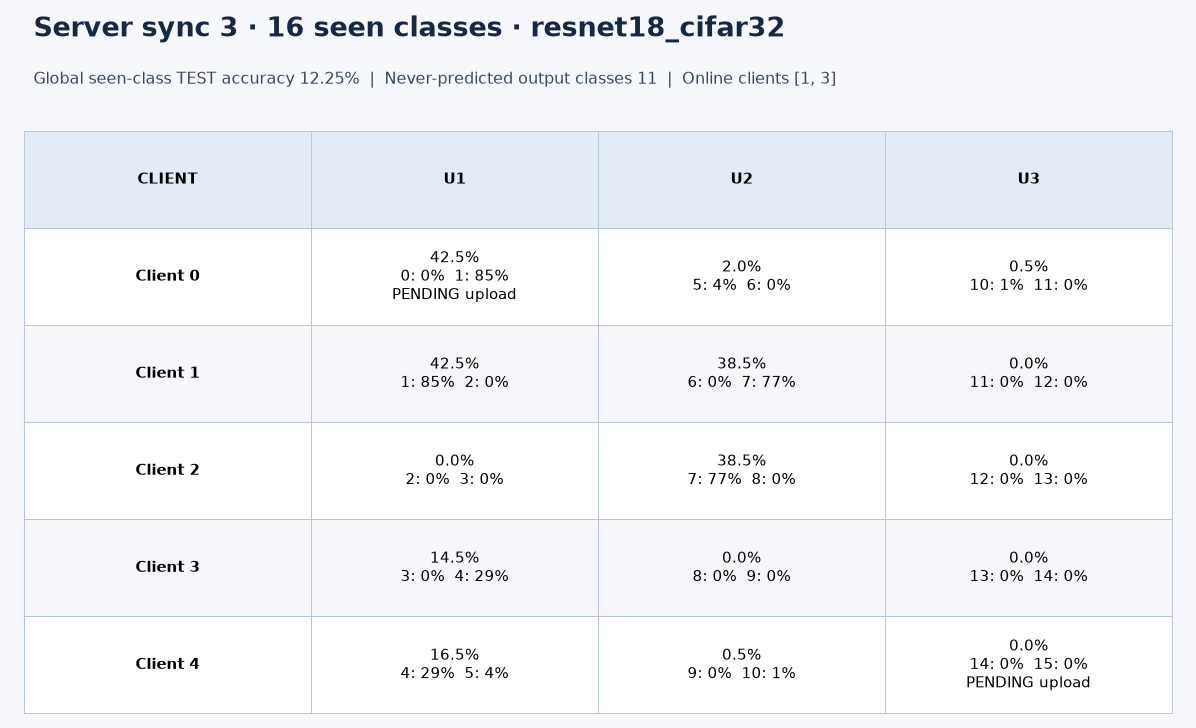 Server sync 3 · 16 seen classes · resnet18_cifar32
Global seen-class TEST accuracy 12.25%  |  Never-predicted output classes 11  |  Online clients [1, 3]
CLIENT U1 U2 U3
Client 0
42.5%
0: 0%  1: 85%
PENDING upload
2.0%
5: 4%  6: 0%
0.5%
10: 1%  11: 0%
Client 1
42.5%
1: 85%  2: 0%
38.5%
6: 0%  7: 77%
0.0%
11: 0%  12: 0%
Client 2
0.0%
2: 0%  3: 0%
38.5%
7: 77%  8: 0%
0.0%
12: 0%  13: 0%
Client 3
14.5%
3: 0%  4: 29%
0.0%
8: 0%  9: 0%
0.0%
13: 0%  14: 0%
Client 4
16.5%
4: 29%  5: 4%
0.5%
9: 0%  10: 1%
0.0%
14: 0%  15: 0%
PENDING upload